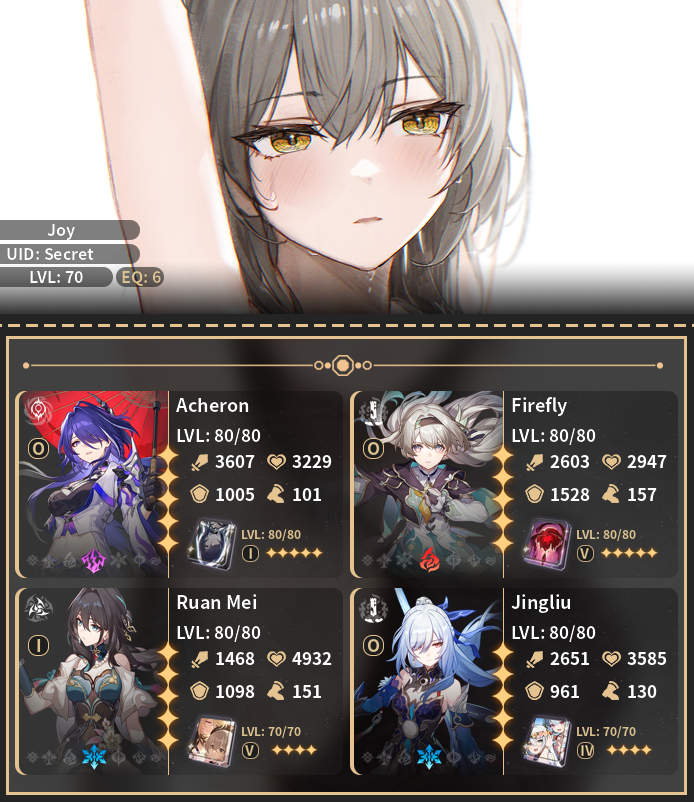 Joy
UID: Secret
LVL: 70 EQ: 6
Acheron
LVL: 80/80
3607 3229
1005 101
LVL: 80/80
O
I
Firefly
LVL: 80/80
2603 2947
1528 157
LVL: 80/80
O
V
Ruan Mei
LVL: 80/80
1468 4932
1098 151
LVL: 70/70
I
V
Jingliu
LVL: 80/80
2651 3585
961 130
LVL: 70/70
O
IV